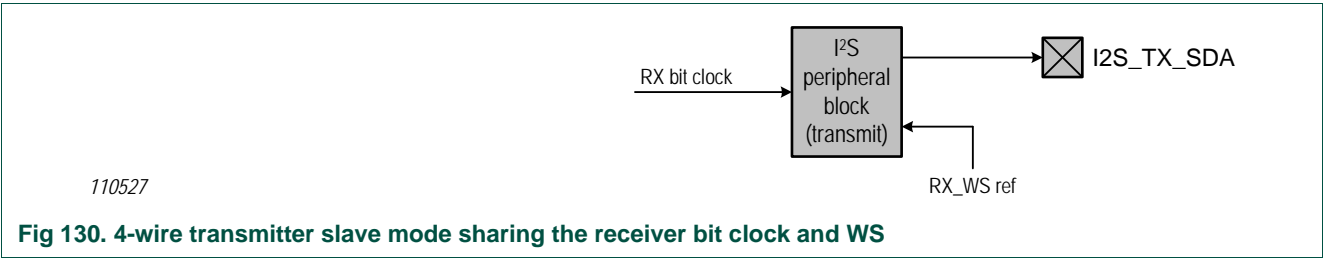 I²S
peripheral
block
(transmit)
RX bit clock
I2S_TX_SDA
RX_WS ref
110527
Fig 130. 4-wire transmitter slave mode sharing the receiver bit clock and WS